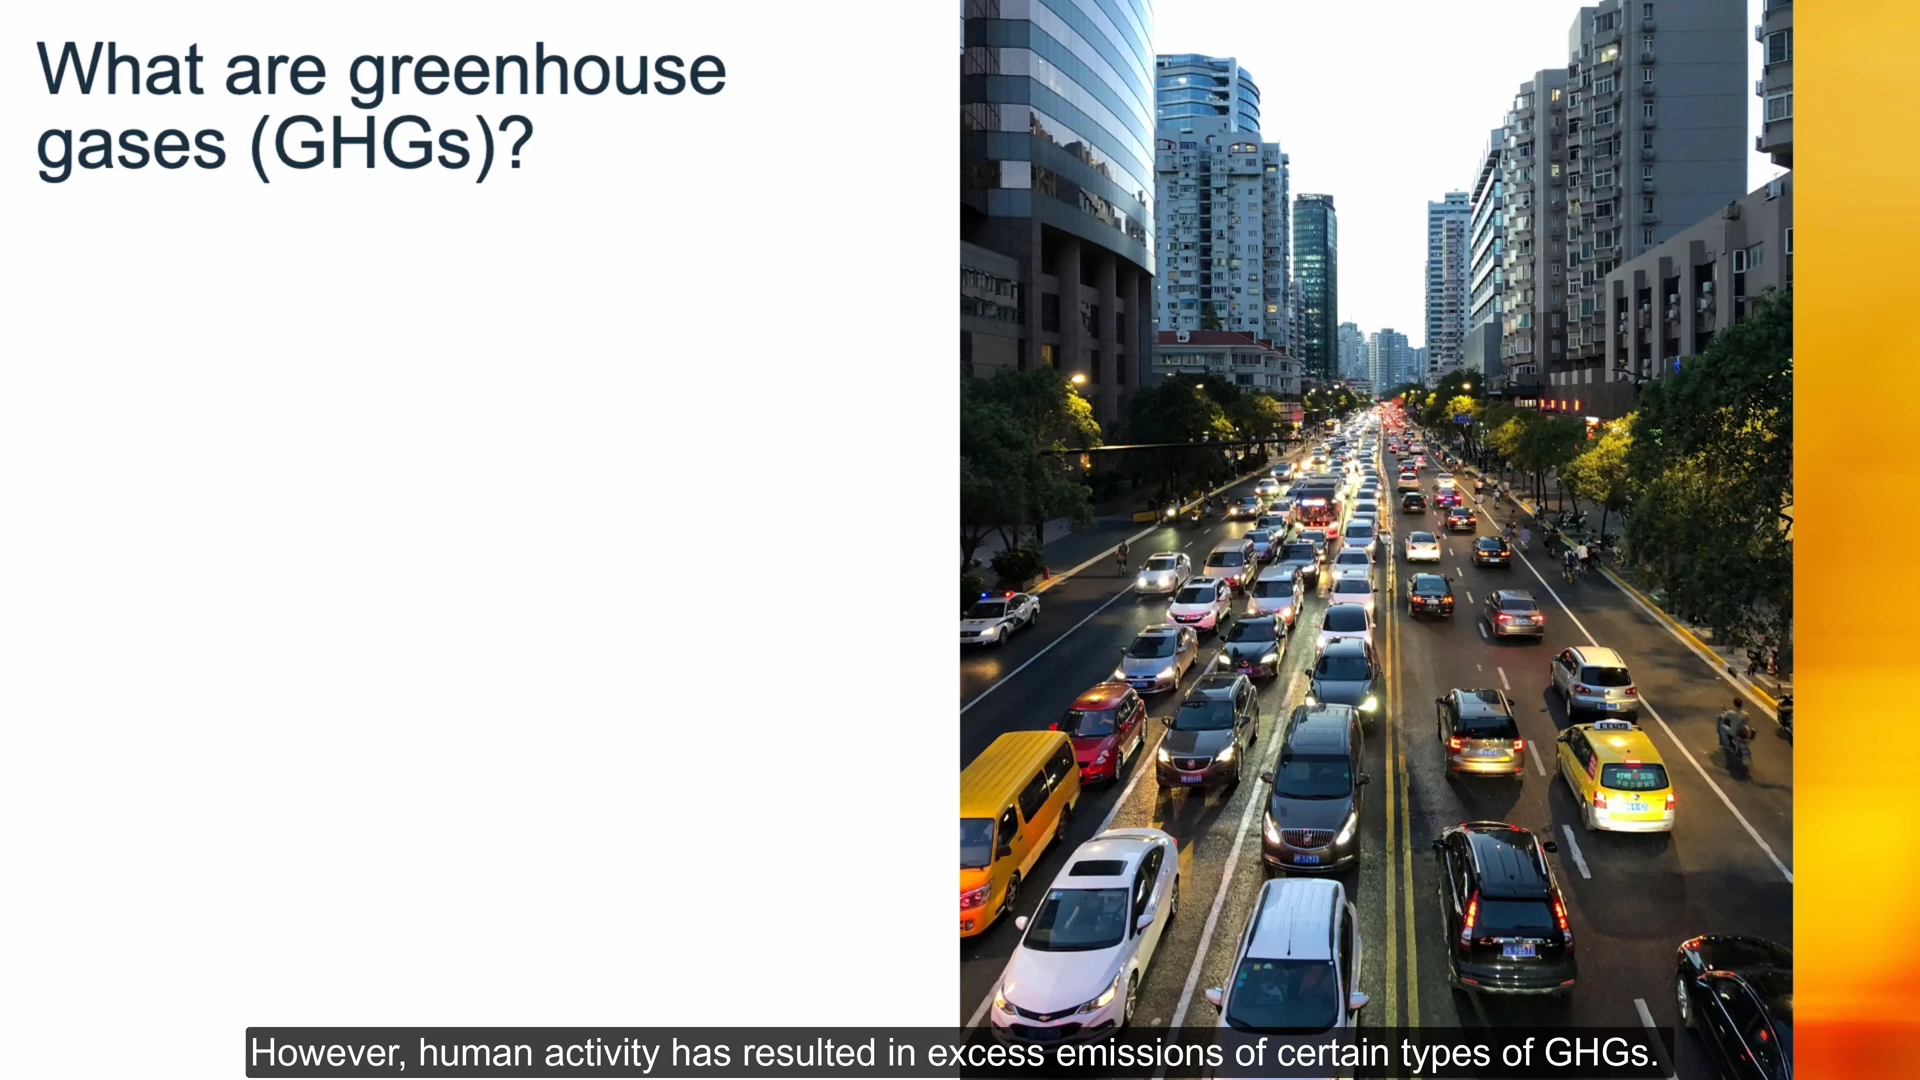 What are greenhouse
gases (GHGs)?
However, human activity has resulted in excess emissions of certain types of GHGs.